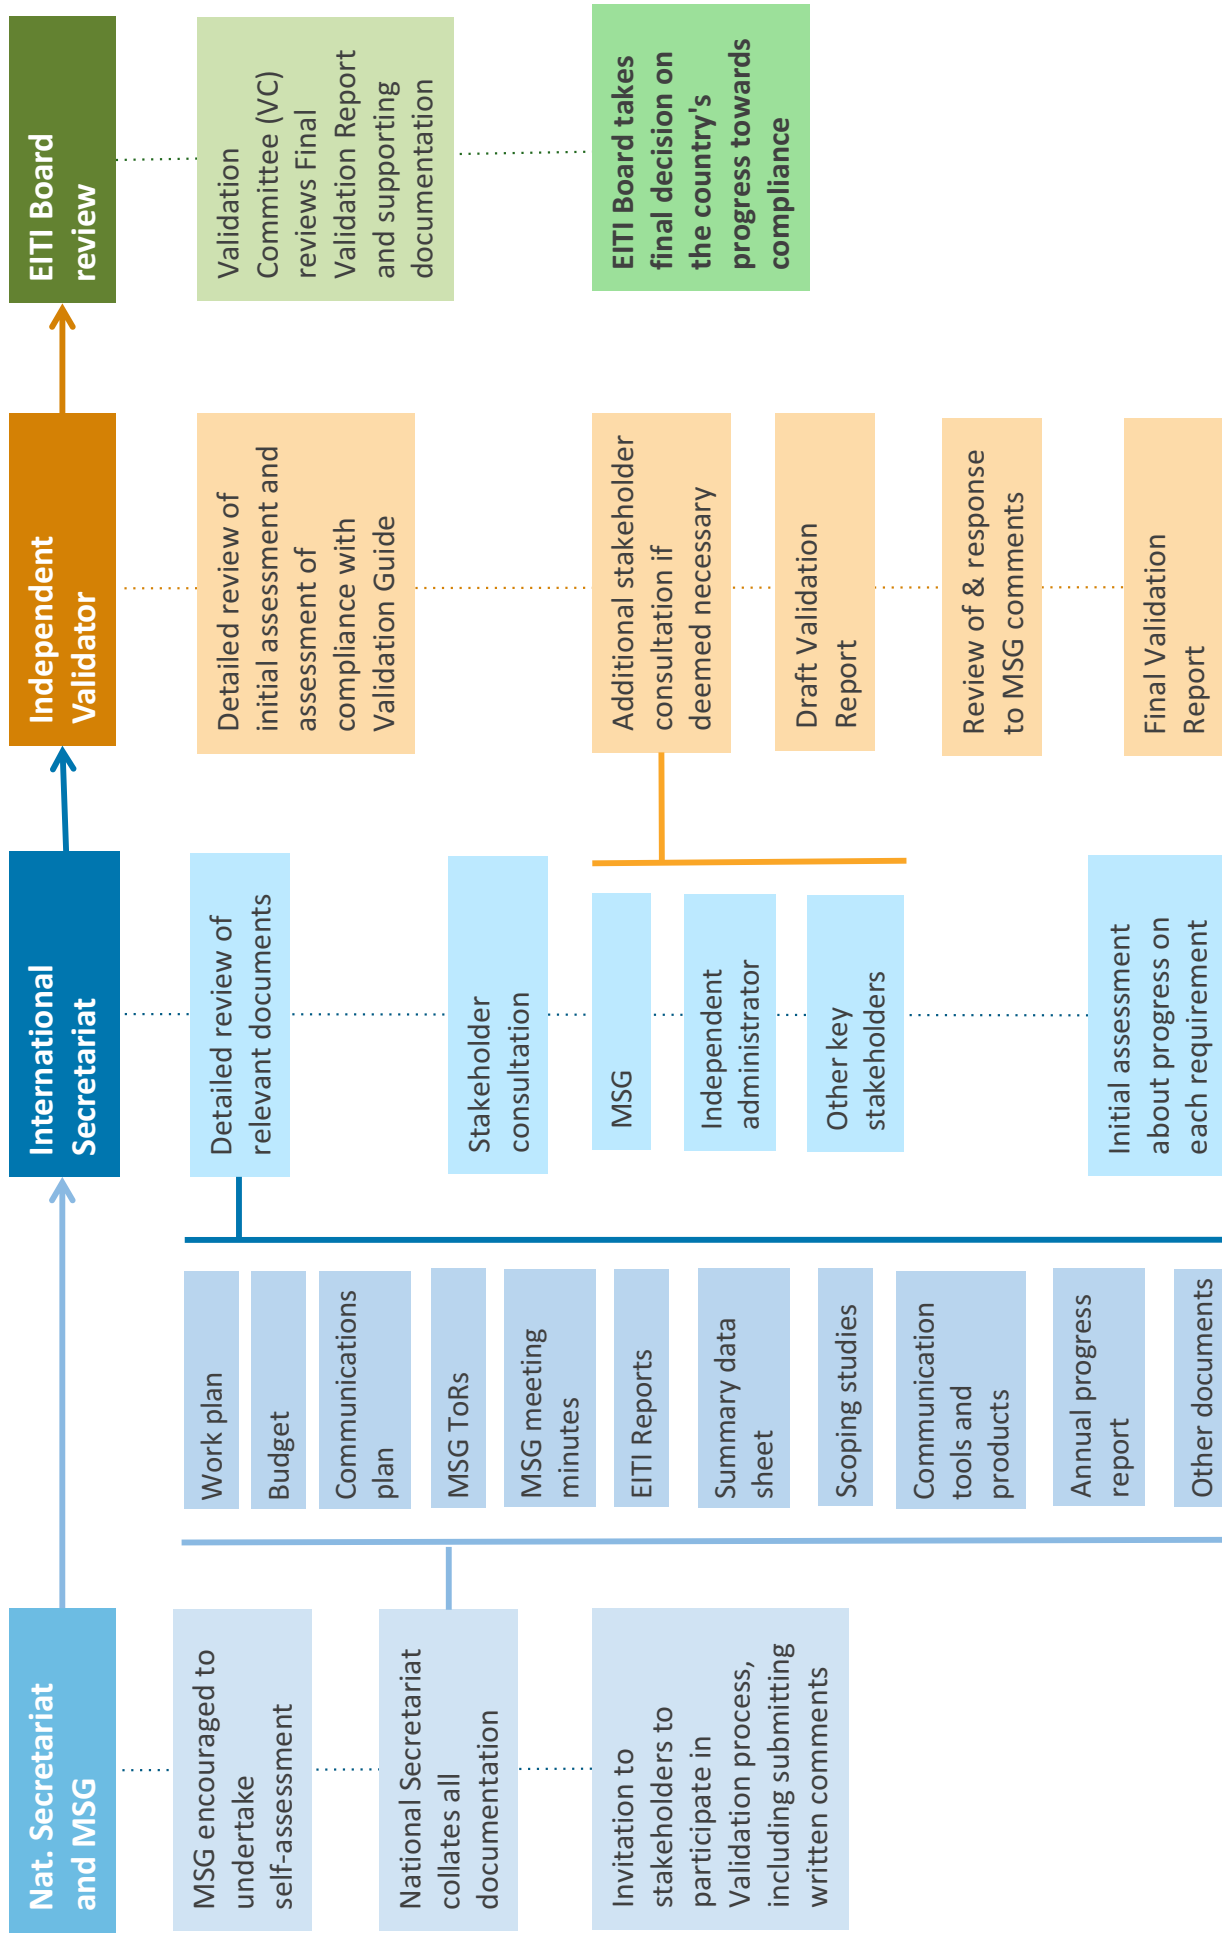 Nat. Secretariat
and MSG
MSG encouraged to
undertake
self-assessment
National Secretariat
collates all
documentation
Invitation to
stakeholders to
participate in
Validation process,
including submitting
written comments
Work plan
Budget
Communications
plan
MSG ToRs
MSG meeting
minutes
EITI Reports
Summary data
sheet
Scoping studies
Communication
tools and
products
Annual progress
report
Other documents
International
Secretariat
Detailed review of
relevant documents
Stakeholder
consultation
MSG
Independent
administrator
Other key
stakeholders
Initial assessment
about progress on
each requirement
Independent
Validator
Detailed review of
initial assessment and
assessment of
compliance with
Validation Guide
Additional stakeholder
consultation if
deemed necessary
Draft Validation
Report
Review of & response
to MSG comments
Final Validation
Report
EITI Board
review
Validation
Committee (VC)
reviews Final
Validation Report
and supporting
documentation
EITI Board takes
final decision on
the country's
progress towards
compliance